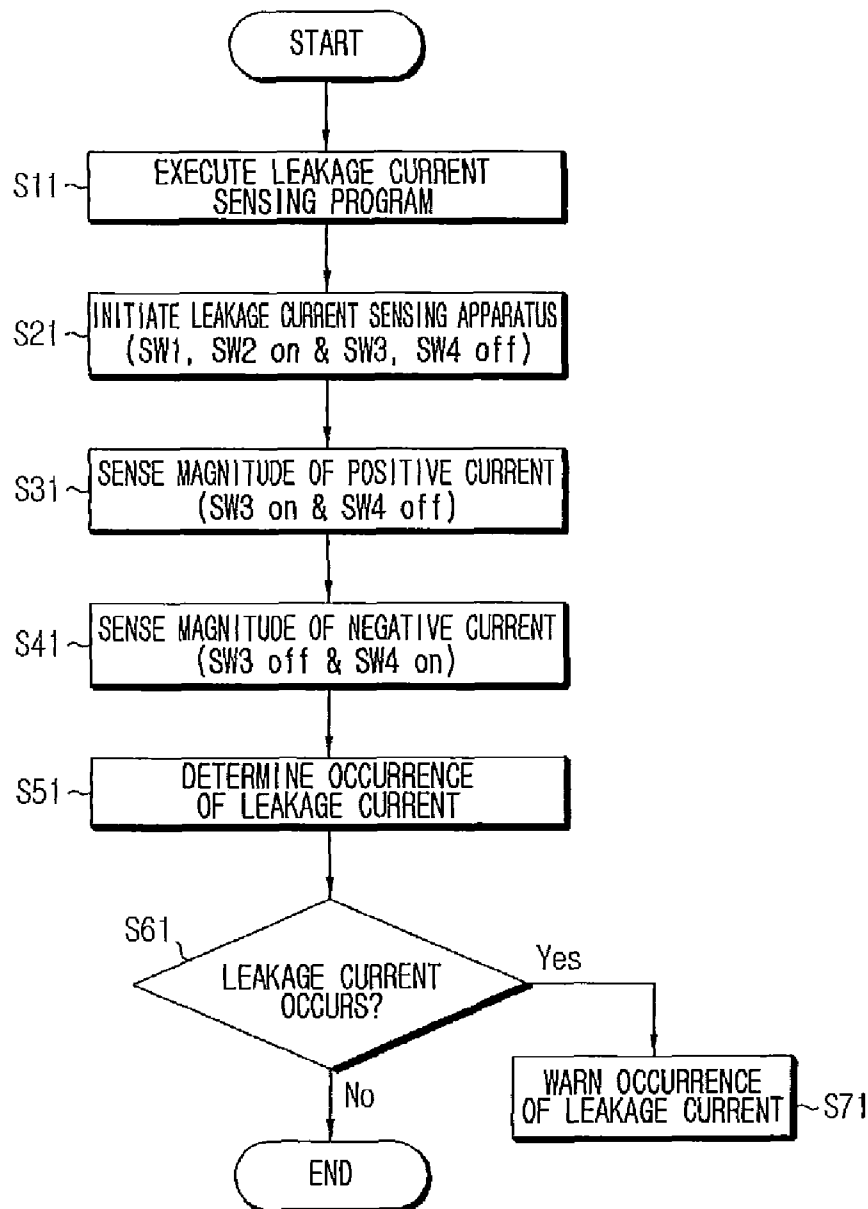 START
S11
EXECUTE LEAKAGE CURRENT
SENSING PROGRAM
S21
INITIATE LEAKAGE CURRENT SENSING APPARATUS
(SW1, SW2 on & SW3, SW4 off)
S31
SENSE MAGNITUDE OF POSITIVE CURRENT
(SW3 on & SW4 off)
S41
SENSE MAGNITUDE OF NEGATIVE CURRENT
(SW3 off & SW4 on)
S51
DETERMINE OCCURRENCE
OF LEAKAGE CURRENT
S61
LEAKAGE CURRENT
OCCURS?
Yes
WARN OCCURRENCE
OF LEAKAGE CURRENT
S71
No
END